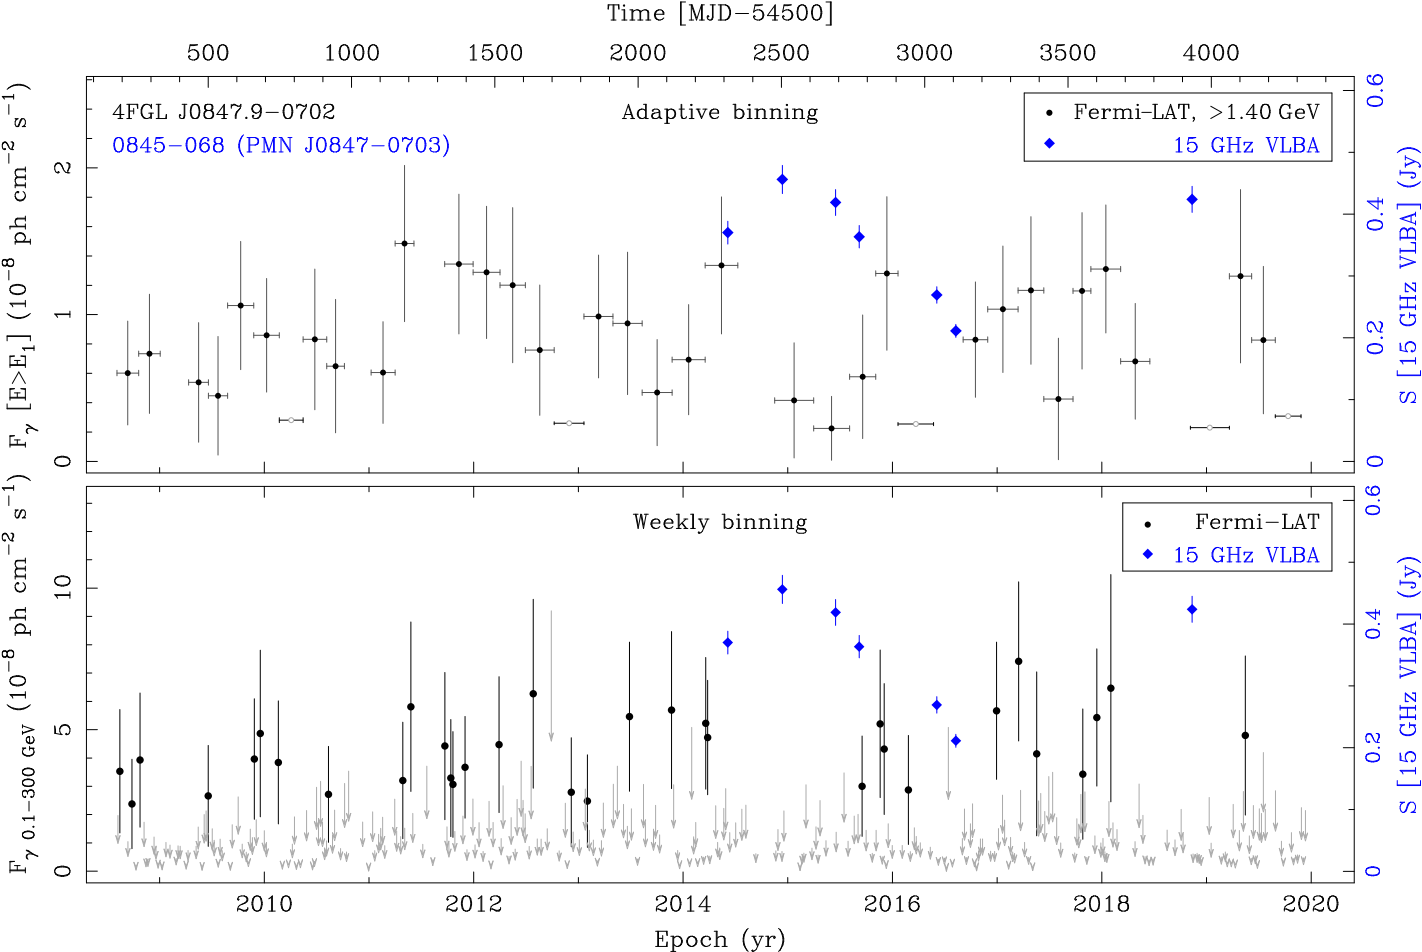 Time [MJD−54500]
500 1000 1500 2000 2500 3000 3500 4000
4FGL J0847.9−0702
0845−068 (PMN J0847−0703)
Adaptive binning
Fermi−LAT, >1.40 GeV
15 GHz VLBA
F_γ [E>E_1] (10^−8 ph cm^−2 s^−1)
2
1
0
S [15 GHz VLBA] (Jy)
0.6
0.4
0.2
0
Weekly binning
Fermi−LAT
15 GHz VLBA
F_γ 0.1−300 GeV (10^−8 ph cm^−2 s^−1)
10
5
0
S [15 GHz VLBA] (Jy)
0.6
0.4
0.2
0
2010 2012 2014 2016 2018 2020
Epoch (yr)